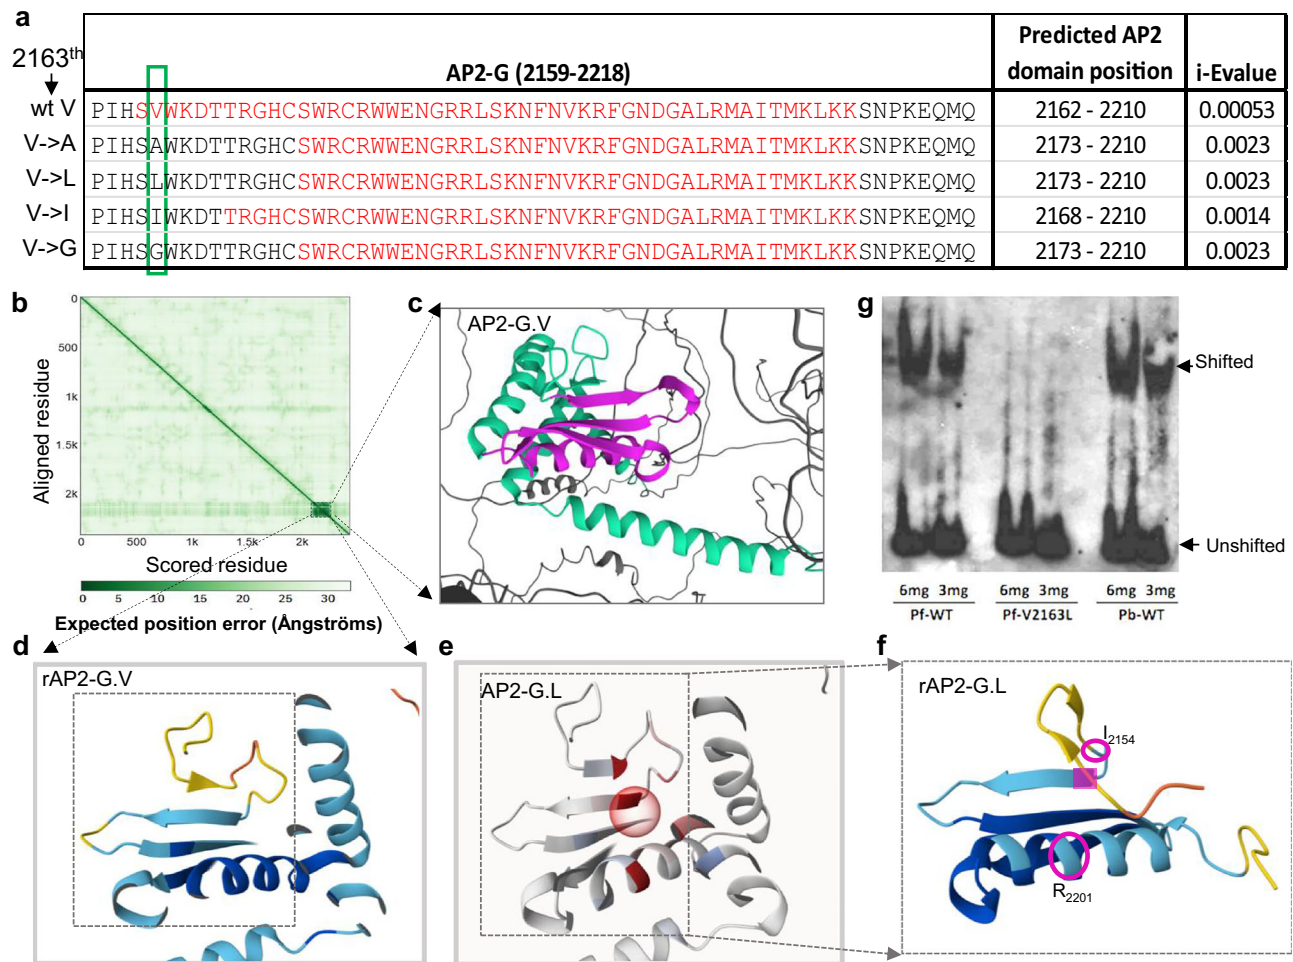 a
2163th
AP2-G (2159-2218)
Predicted AP2
domain position
i-Evalue
wt V PIHSVWKDTTRGHCSWRCRWWENGRRLSKNFNVKRFGNDGALRMAITMKLKKSNPKEQMQ 2162 - 2210 0.00053
V->A PIHSAWKDTTRGHCSWRCRWWENGRRLSKNFNVKRFGNDGALRMAITMKLKKSNPKEQMQ 2173 - 2210 0.0023
V->L PIHSLWKDTTRGHCSWRCRWWENGRRLSKNFNVKRFGNDGALRMAITMKLKKSNPKEQMQ 2173 - 2210 0.0023
V->I PIHSIWKDTTRGHCSWRCRWWENGRRLSKNFNVKRFGNDGALRMAITMKLKKSNPKEQMQ 2168 - 2210 0.0014
V->G PIHSGWKDTTRGHCSWRCRWWENGRRLSKNFNVKRFGNDGALRMAITMKLKKSNPKEQMQ 2173 - 2210 0.0023
b
0
500
1k
1.5k
2k
Aligned residue
0 500 1k 1.5k 2k
Scored residue
0 5 10 15 20 25 30
Expected position error (Ångströms)
c
AP2-G.V
g
Shifted
Unshifted
6mg 3mg 6mg 3mg 6mg 3mg
Pf-WT Pf-V2163L Pb-WT
d
rAP2-G.V
e
AP2-G.L
f
rAP2-G.L
I2154
R2201